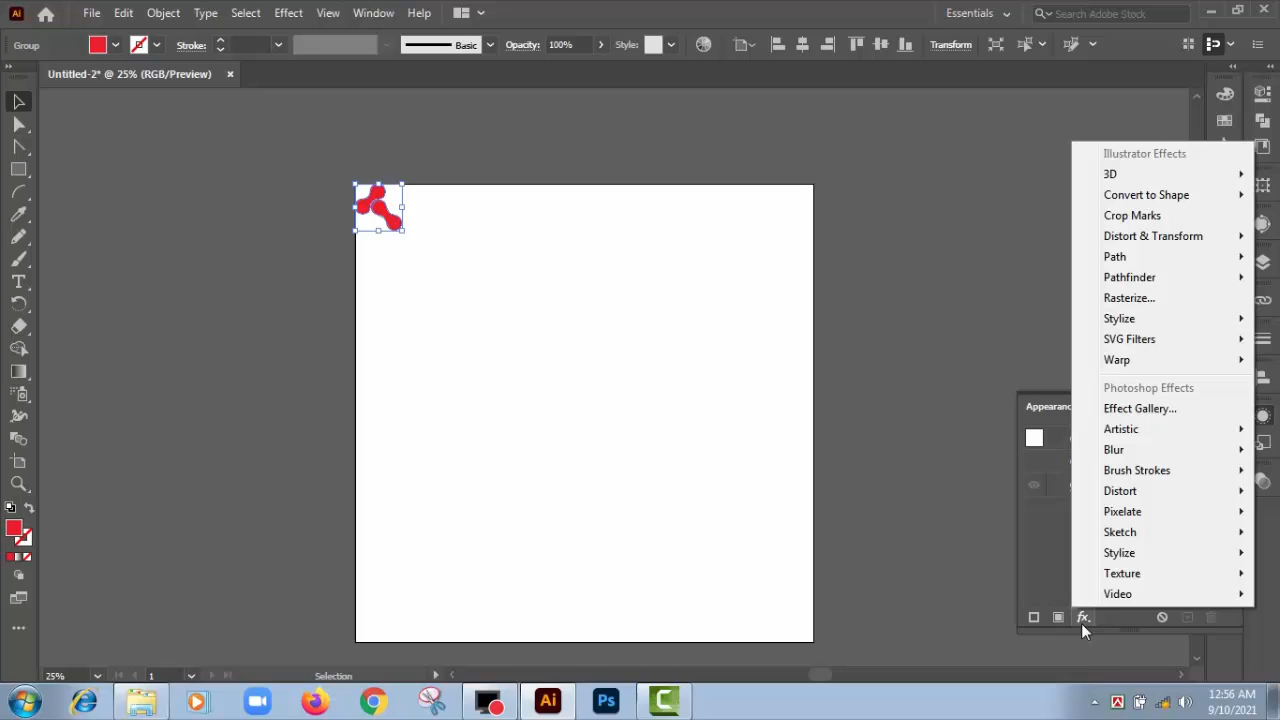 Ai File Edit Object Type Select Effect View Window Help Essentials Search Adobe Stock
Group Stroke: Basic Opacity: 100% Style: Transform
Untitled-2* @ 25% (RGB/Preview)
Illustrator Effects
3D
Convert to Shape
Crop Marks
Distort & Transform
Path
Pathfinder
Rasterize...
Stylize
SVG Filters
Warp
Photoshop Effects
Effect Gallery...
Appearanc
Artistic
Blur
Brush Strokes
Distort
Pixelate
Sketch
Stylize
Texture
Video
fx.
25% 1 Selection
Ai Ps C 12:56 AM
9/10/2021